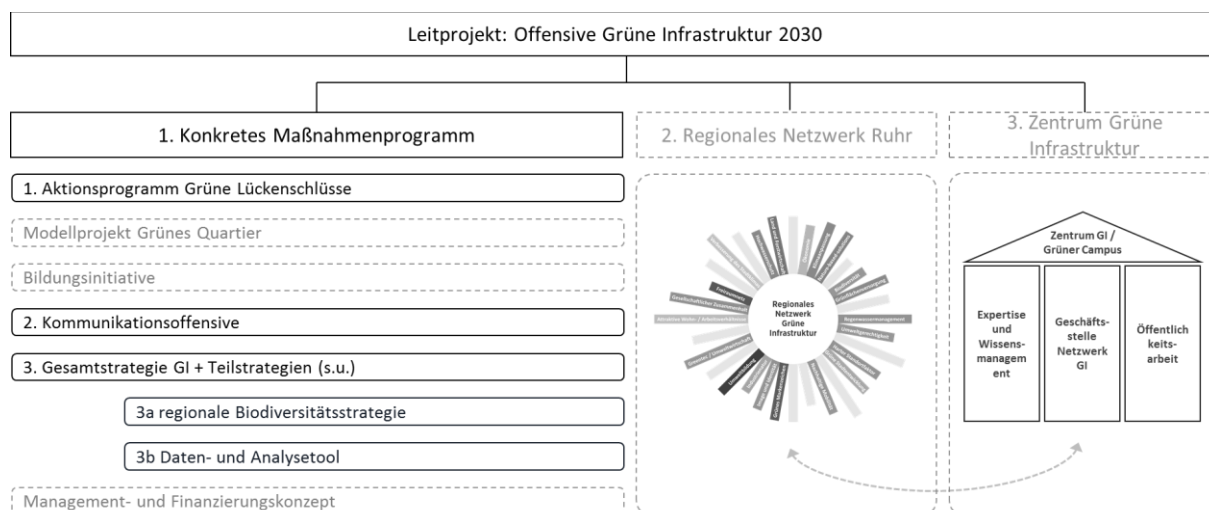 Leitprojekt: Offensive Grüne Infrastruktur 2030
1. Konkretes Maßnahmenprogramm
1. Aktionsprogramm Grüne Lückenschlüsse
Modellprojekt Grünes Quartier
Bildungsinitiative
2. Kommunikationsoffensive
3. Gesamtstrategie GI + Teilstrategien (s.u.)
3a regionale Biodiversitätsstrategie
3b Daten- und Analysetool
Management- und Finanzierungskonzept
2. Regionales Netzwerk Ruhr
Regionales
Netzwerk
Grüne
Infrastruktur
Regenwassermanagement
Umweltgerechtigkeit
Umweltbildung
3. Zentrum Grüne
Infrastruktur
Zentrum GI /
Grüner Campus
Expertise
und
Wissens-
managem
ent
Geschäfts-
stelle
Netzwerk
GI
Öffentlich
keits-
arbeit